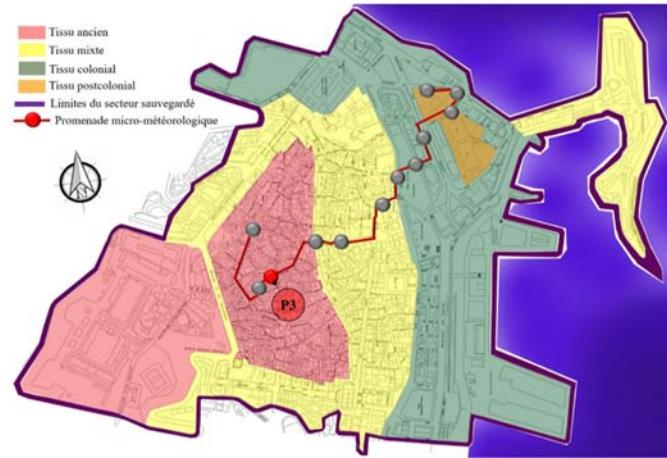 Tissu ancien
Tissu mixte
Tissu colonial
Tissu postcolonial
Limites du secteur sauvegardé
Promenade micro-météorologique
P3